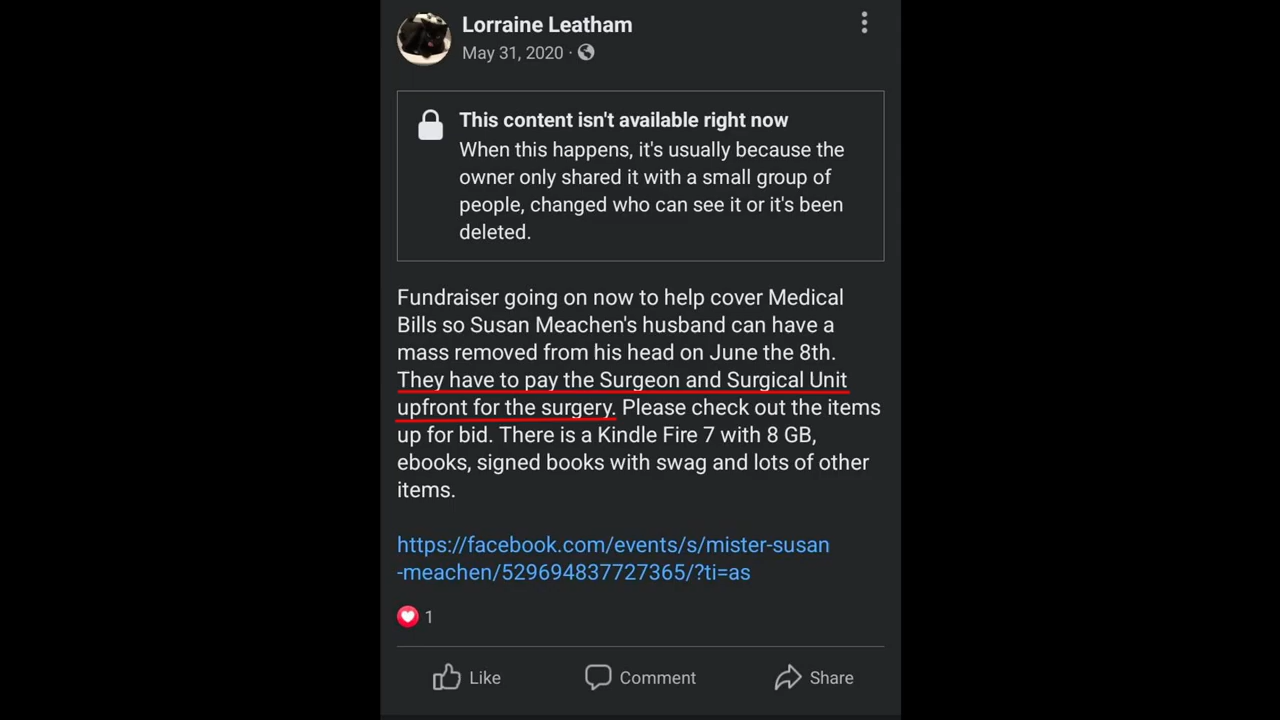 Lorraine Leatham
May 31, 2020 ·
This content isn't available right now
When this happens, it's usually because the
owner only shared it with a small group of
people, changed who can see it or it's been
deleted.
Fundraiser going on now to help cover Medical
Bills so Susan Meachen's husband can have a
mass removed from his head on June the 8th.
They have to pay the Surgeon and Surgical Unit
upfront for the surgery. Please check out the items
up for bid. There is a Kindle Fire 7 with 8 GB,
ebooks, signed books with swag and lots of other
items.
https://facebook.com/events/s/mister-susan
-meachen/529694837727365/?ti=as
1
Like
Comment
Share